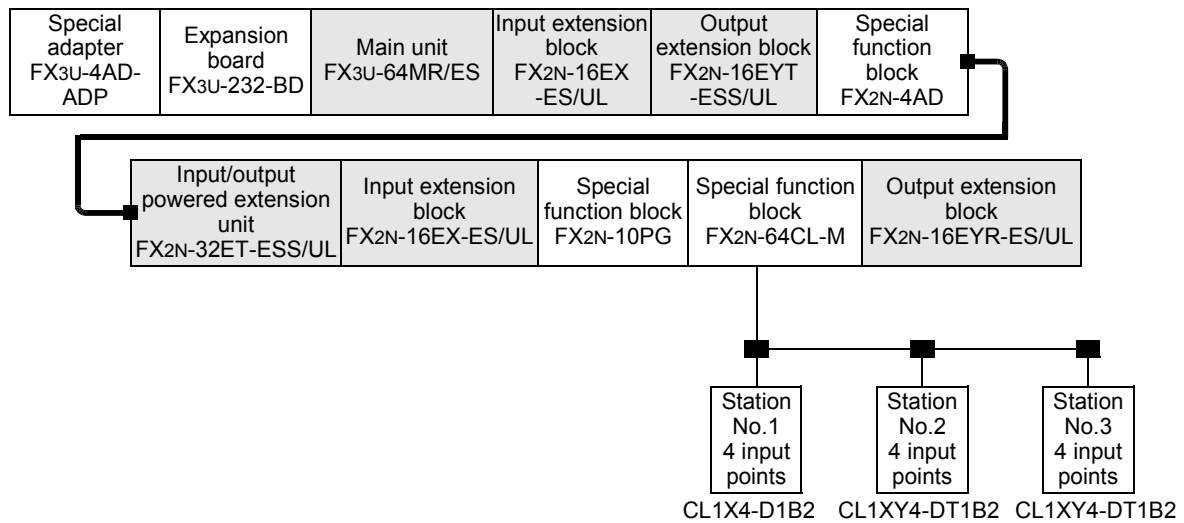 Special
adapter
FX3U-4AD-
ADP
Expansion
board
FX3U-232-BD
Main unit
FX3U-64MR/ES
Input extension
block
FX2N-16EX
-ES/UL
Output
extension block
FX2N-16EYT
-ESS/UL
Special
function
block
FX2N-4AD
Input/output
powered extension
unit
FX2N-32ET-ESS/UL
Input extension
block
FX2N-16EX-ES/UL
Special
function block
FX2N-10PG
Special function
block
FX2N-64CL-M
Output extension
block
FX2N-16EYR-ES/UL
Station
No.1
4 input
points
CL1X4-D1B2
Station
No.2
4 input
points
CL1XY4-DT1B2
Station
No.3
4 input
points
CL1XY4-DT1B2